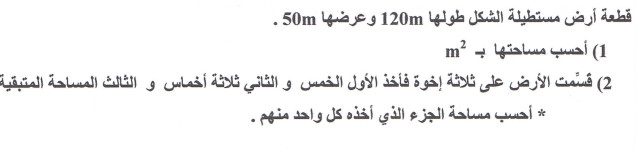 قطعة أرض مستطيلة الشكل طولها 120m و عرضها 50m .
1) أحسب مساحتها بـ m²
2) قسِّمت الأرض على ثلاثة إخوة فأخذ الأول الخمس و الثاني ثلاثة أخماس و الثالث المساحة المتبقية
* أحسب مساحة الجزء الذي أخذه كل واحد منهم .